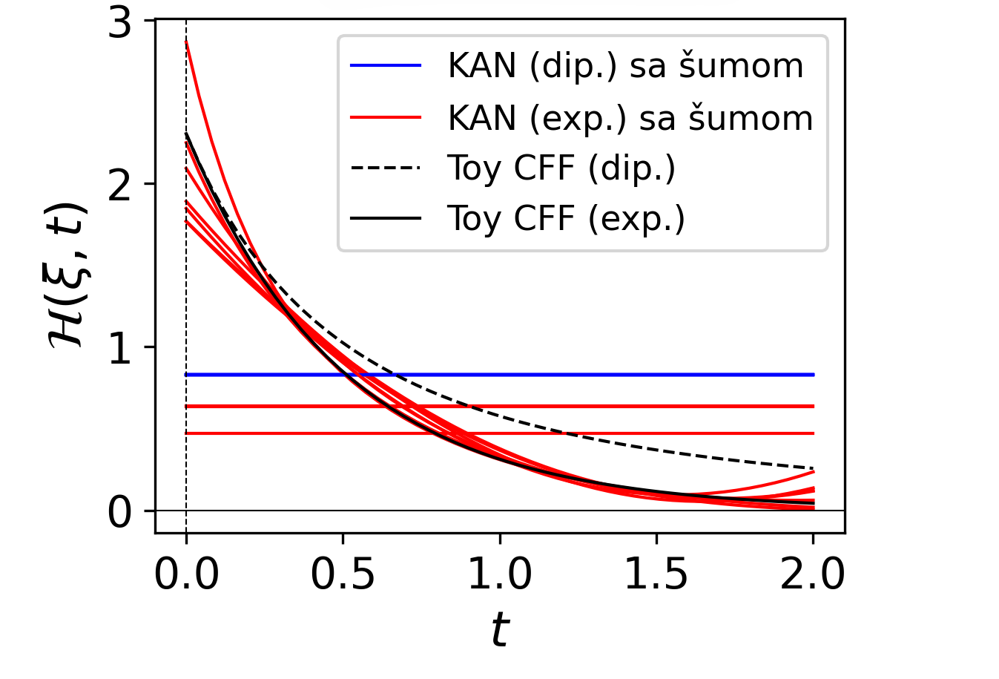 3
2
1
0
ℋ(ξ, t)
KAN (dip.) sa šumom
KAN (exp.) sa šumom
Toy CFF (dip.)
Toy CFF (exp.)
0.0 0.5 1.0 1.5 2.0
t